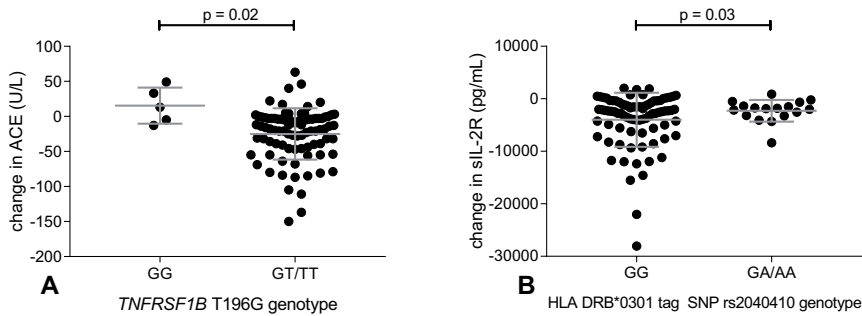 p = 0.02
100
50
0
-50
-100
-150
-200
change in ACE (U/L)
GG
GT/TT
A
TNFRSF1B T196G genotype
p = 0.03
10000
0
-10000
-20000
-30000
change in sIL-2R (pg/mL)
GG
GA/AA
B
HLA DRB*0301 tag SNP rs2040410 genotype